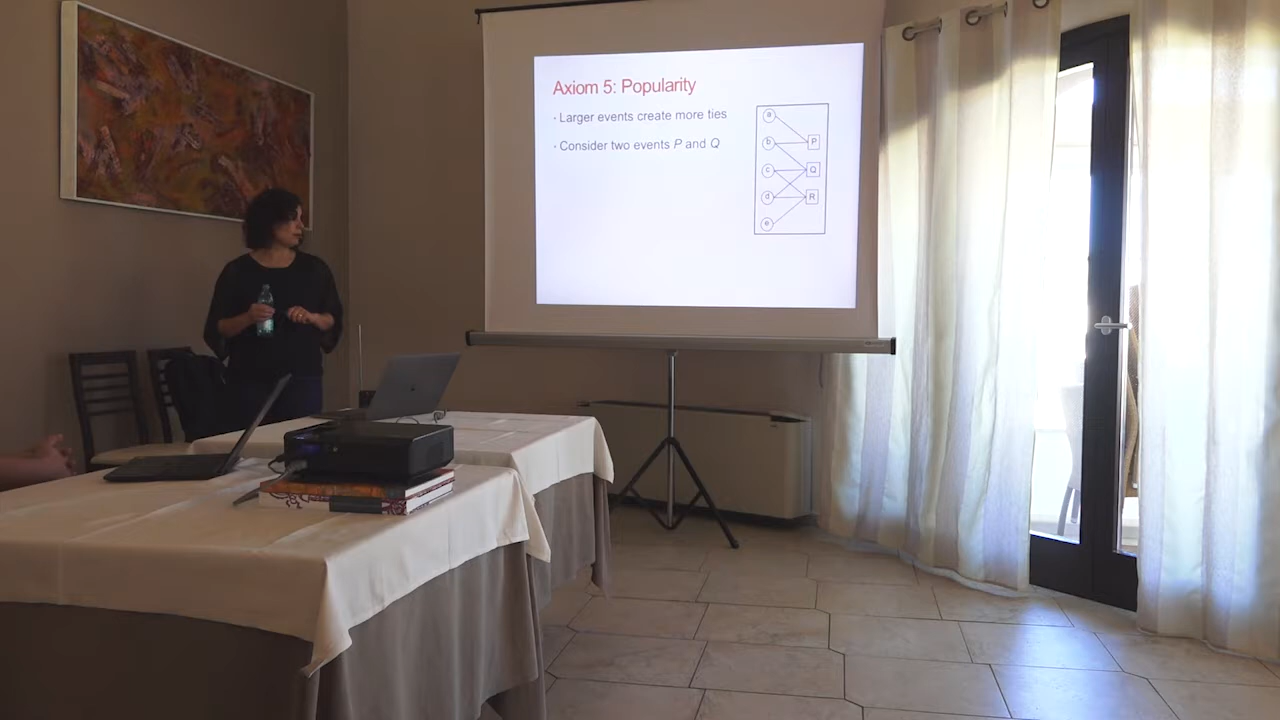 Axiom 5: Popularity
· Larger events create more ties
· Consider two events P and Q
a
b
P
c
Q
d
R
e